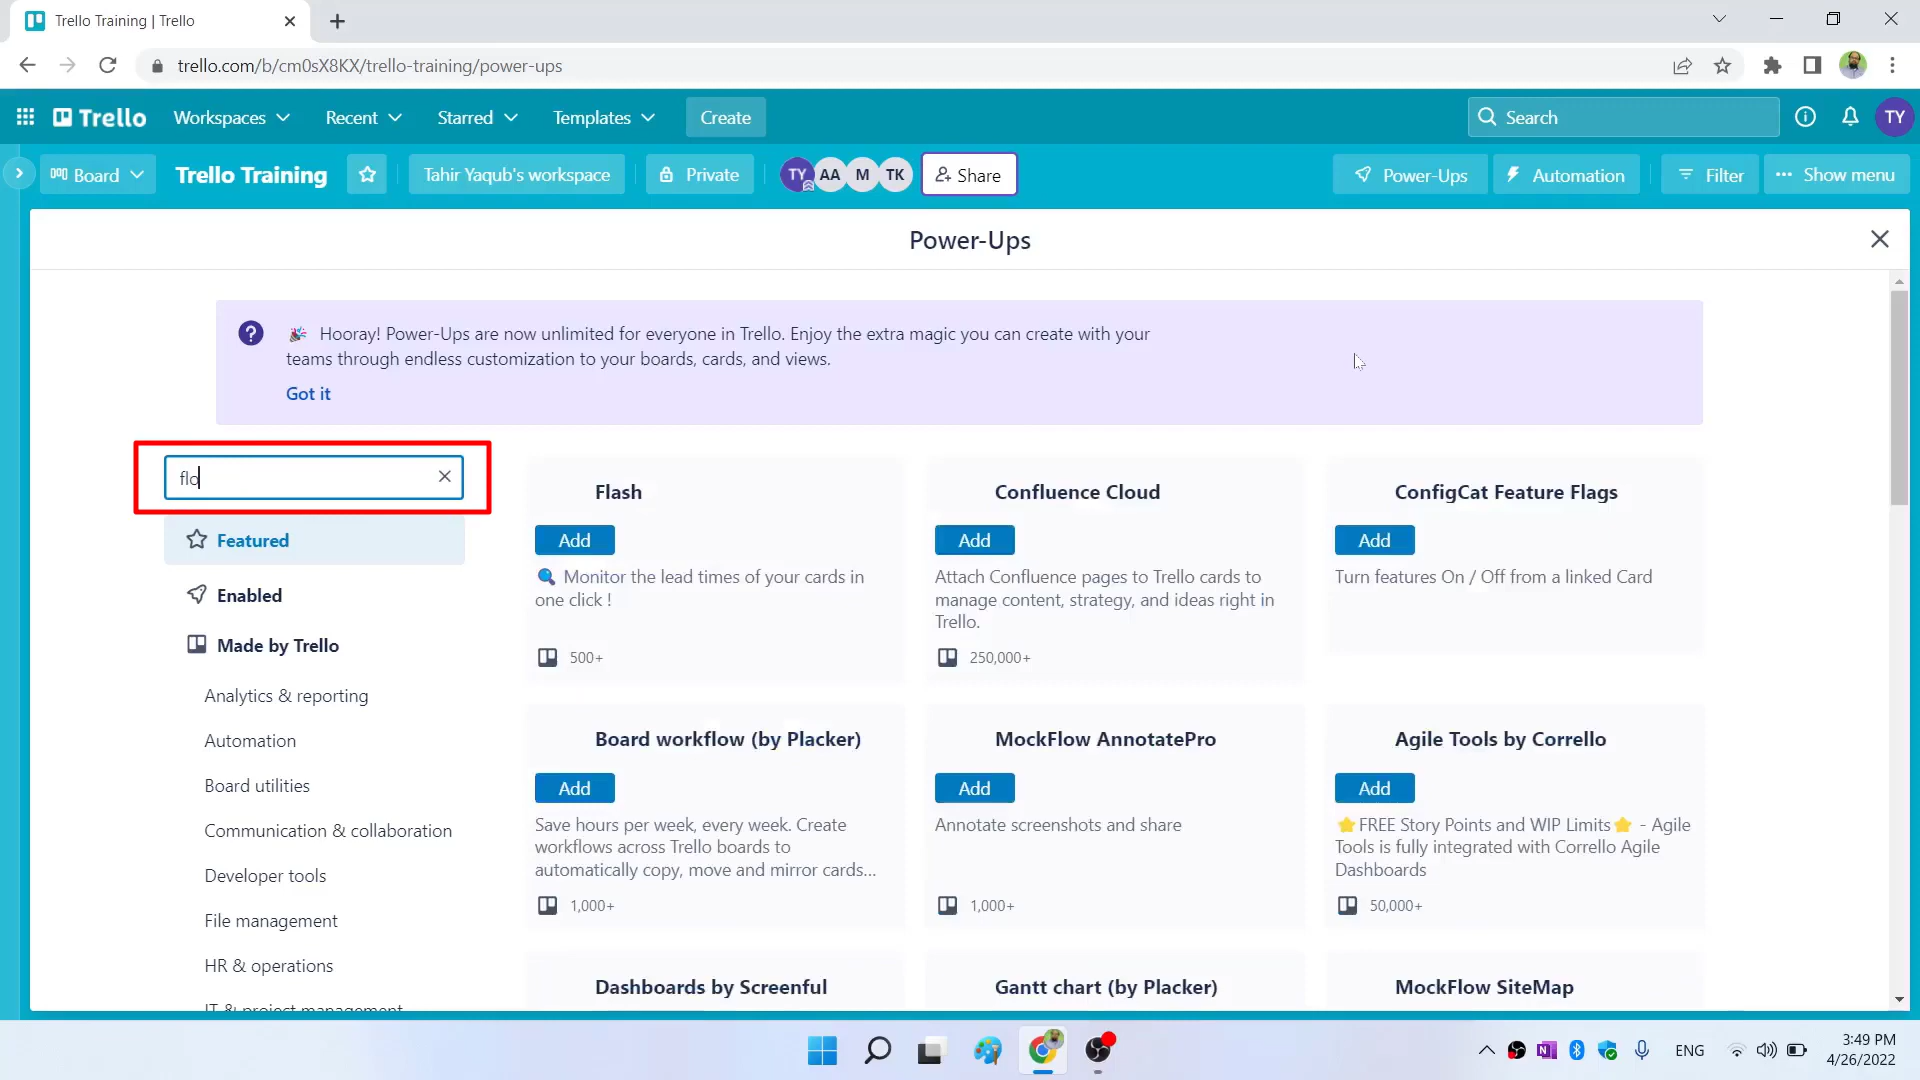 Trello Training | Trello
trello.com/b/cm0sX8KX/trello-training/power-ups
Trello
Workspaces
Recent
Starred
Templates
Create
Search
TY
Board
Trello Training
Tahir Yaqub's workspace
Private
TY
AA
M
TK
Share
Power-Ups
Automation
Filter
Show menu
Power-Ups
Hooray! Power-Ups are now unlimited for everyone in Trello. Enjoy the extra magic you can create with your
teams through endless customization to your boards, cards, and views.
Got it
flo
Featured
Enabled
Made by Trello
Analytics & reporting
Automation
Board utilities
Communication & collaboration
Developer tools
File management
HR & operations
IT & project management
Flash
Add
Monitor the lead times of your cards in
one click !
500+
Confluence Cloud
Add
Attach Confluence pages to Trello cards to
manage content, strategy, and ideas right in
Trello.
250,000+
ConfigCat Feature Flags
Add
Turn features On / Off from a linked Card
Board workflow (by Placker)
Add
Save hours per week, every week. Create
workflows across Trello boards to
automatically copy, move and mirror cards...
1,000+
MockFlow AnnotatePro
Add
Annotate screenshots and share
1,000+
Agile Tools by Corrello
Add
FREE Story Points and WIP Limits - Agile
Tools is fully integrated with Corrello Agile
Dashboards
50,000+
Dashboards by Screenful
Gantt chart (by Placker)
MockFlow SiteMap
ENG
3:49 PM
4/26/2022